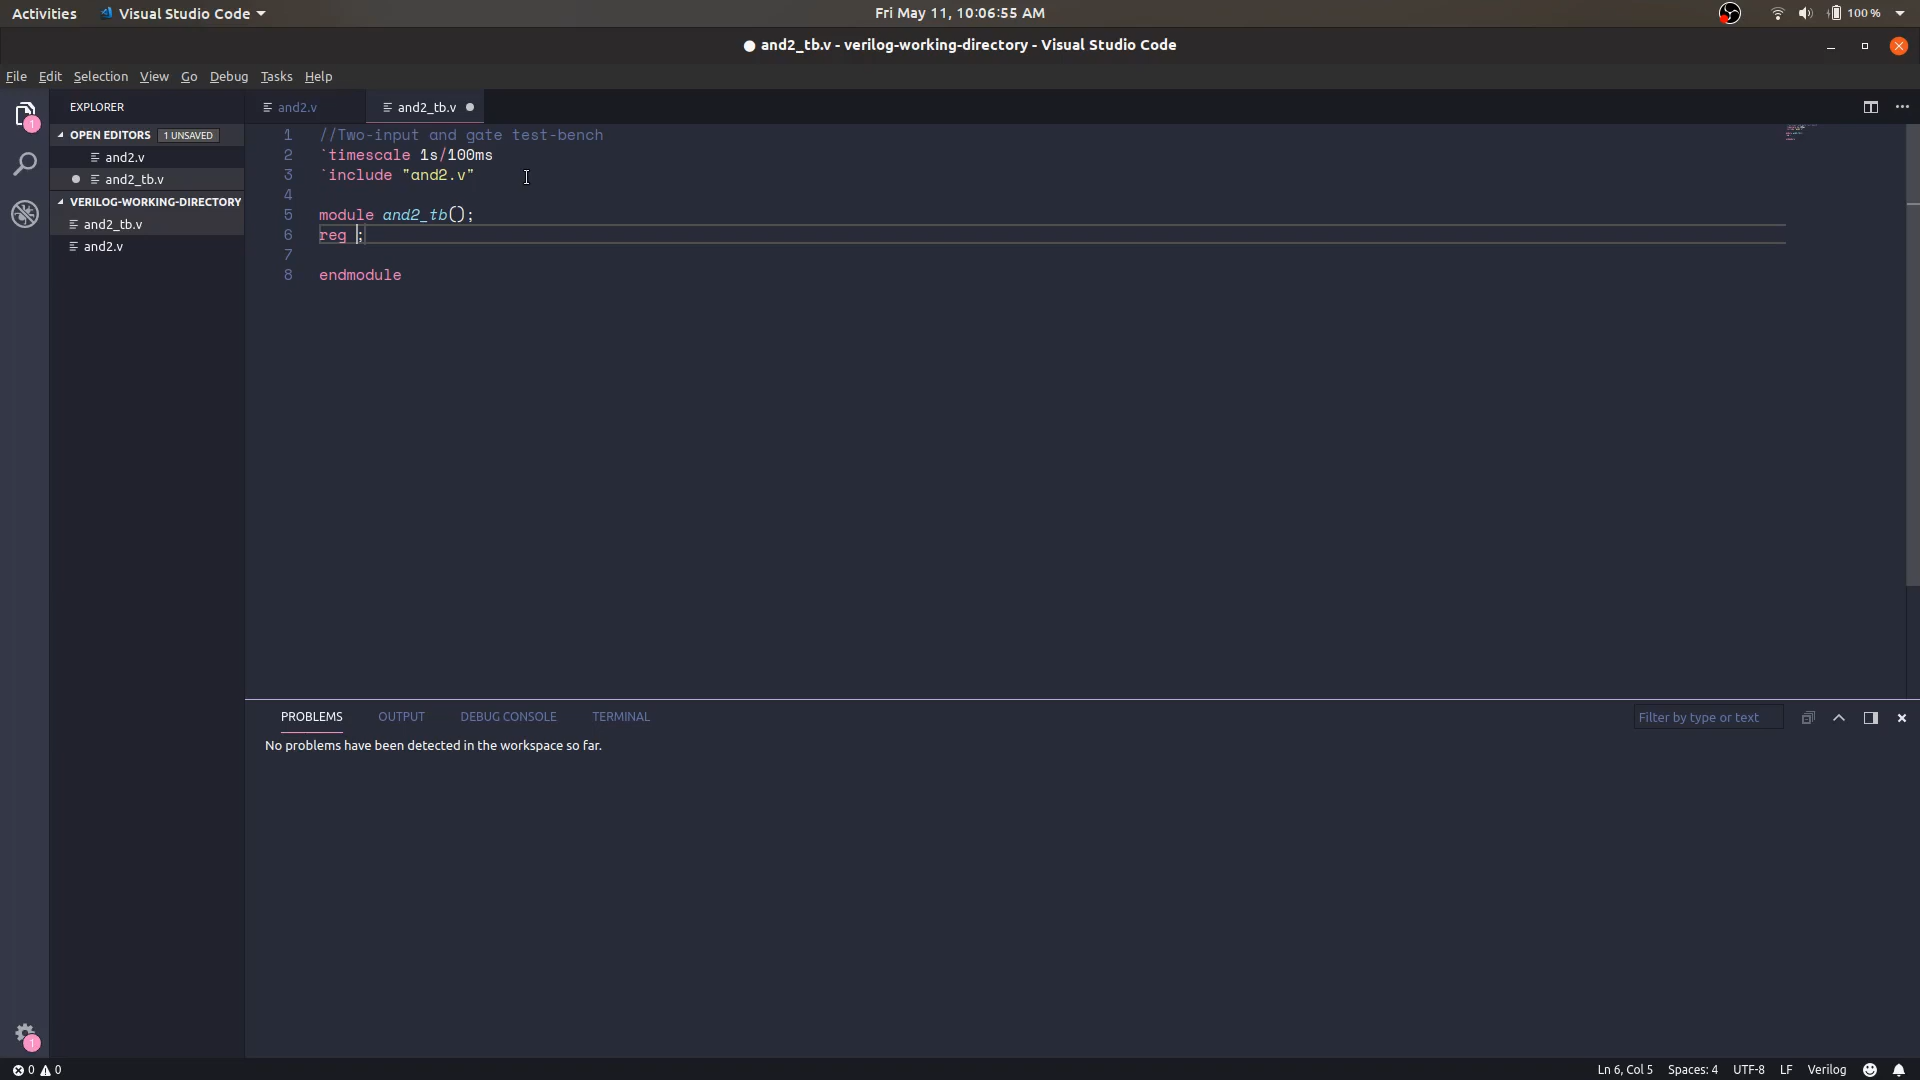 Activities
Visual Studio Code
Fri May 11, 10:06:55 AM
100 %
● and2_tb.v - verilog-working-directory - Visual Studio Code
File Edit Selection View Go Debug Tasks Help
EXPLORER
OPEN EDITORS 1 UNSAVED
and2.v
and2_tb.v
VERILOG-WORKING-DIRECTORY
and2_tb.v
and2.v
1
1
and2.v
and2_tb.v
1 //Two-input and gate test-bench
2 `timescale 1s/100ms
3 `include "and2.v"
4
5 module and2_tb();
6 reg ;
7
8 endmodule
PROBLEMS OUTPUT DEBUG CONSOLE TERMINAL
Filter by type or text
No problems have been detected in the workspace so far.
0 0
Ln 6, Col 5 Spaces: 4 UTF-8 LF Verilog